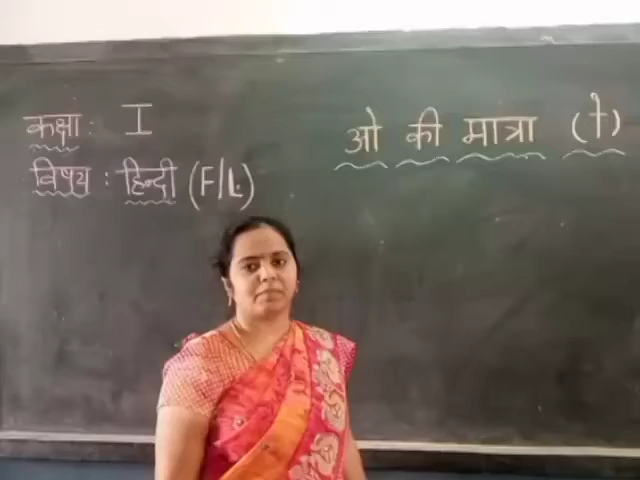 कक्षा : I
विषय : हिन्दी (F/L)
ओ की मात्रा (ो)